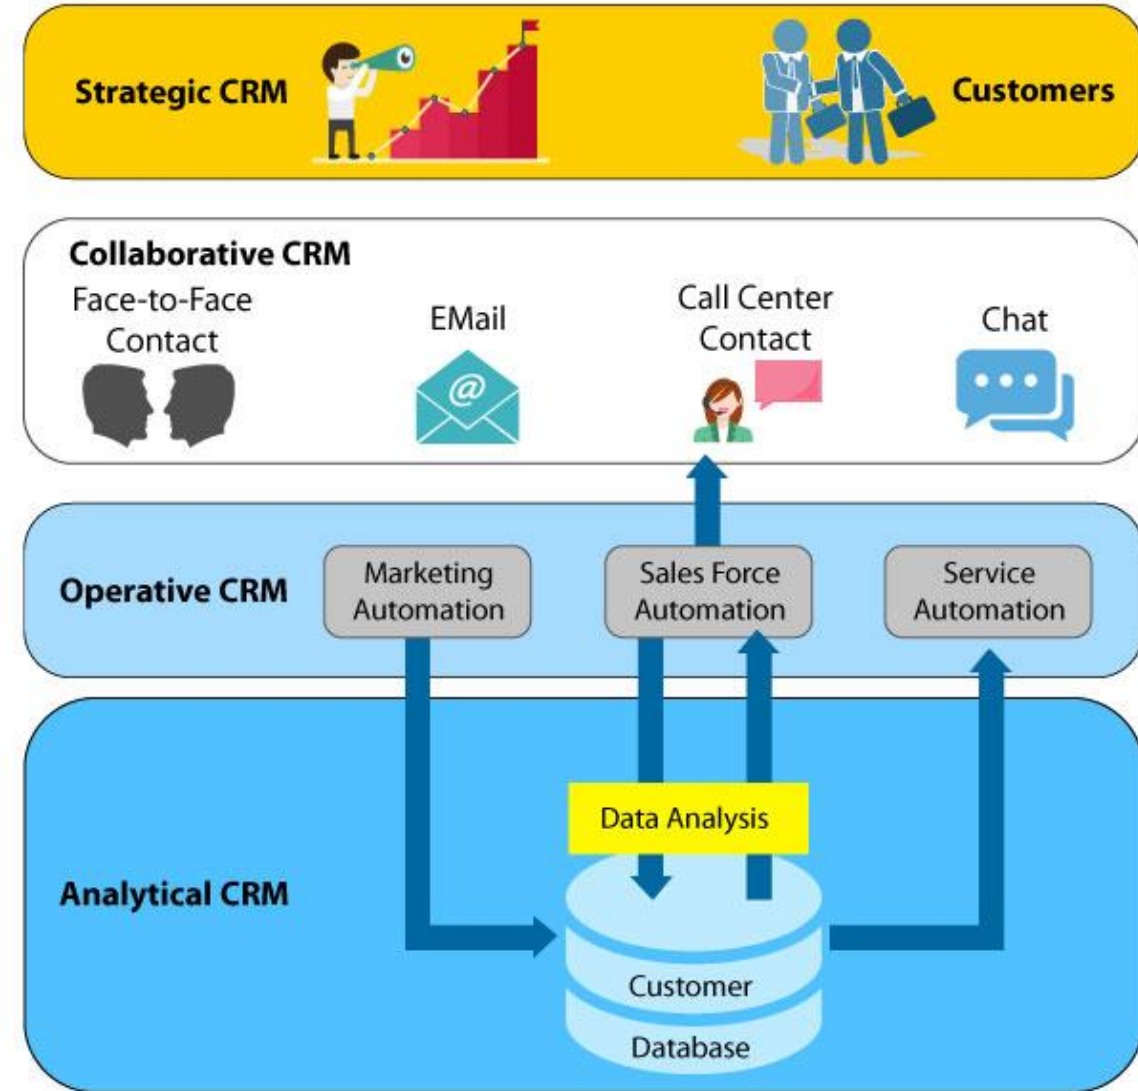 Strategic CRM
Customers
Collaborative CRM
Face-to-Face
Contact
EMail
@
Call Center
Contact
Chat
Operative CRM
Marketing
Automation
Sales Force
Automation
Service
Automation
Data Analysis
Analytical CRM
Customer
Database